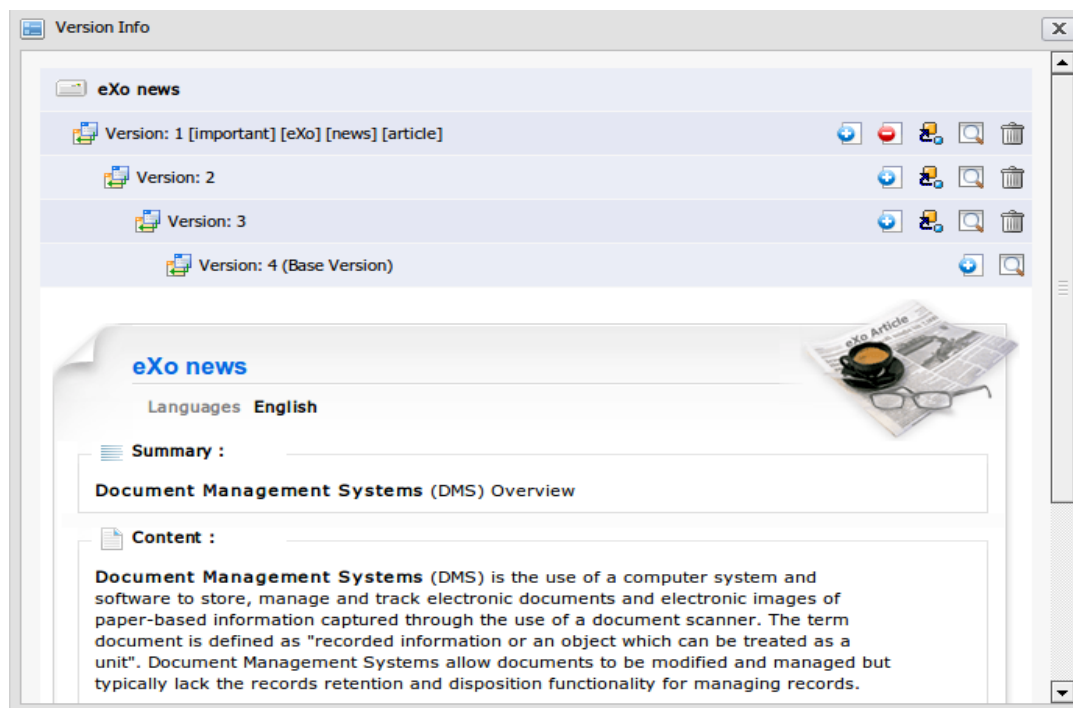 Version Info
eXo news
Version: 1 [important] [eXo] [news] [article]
Version: 2
Version: 3
Version: 4 (Base Version)
eXo Article
eXo news
Languages English
Summary :
Document Management Systems (DMS) Overview
Content :
Document Management Systems (DMS) is the use of a computer system and
software to store, manage and track electronic documents and electronic images of
paper-based information captured through the use of a document scanner. The term
document is defined as "recorded information or an object which can be treated as a
unit". Document Management Systems allow documents to be modified and managed but
typically lack the records retention and disposition functionality for managing records.